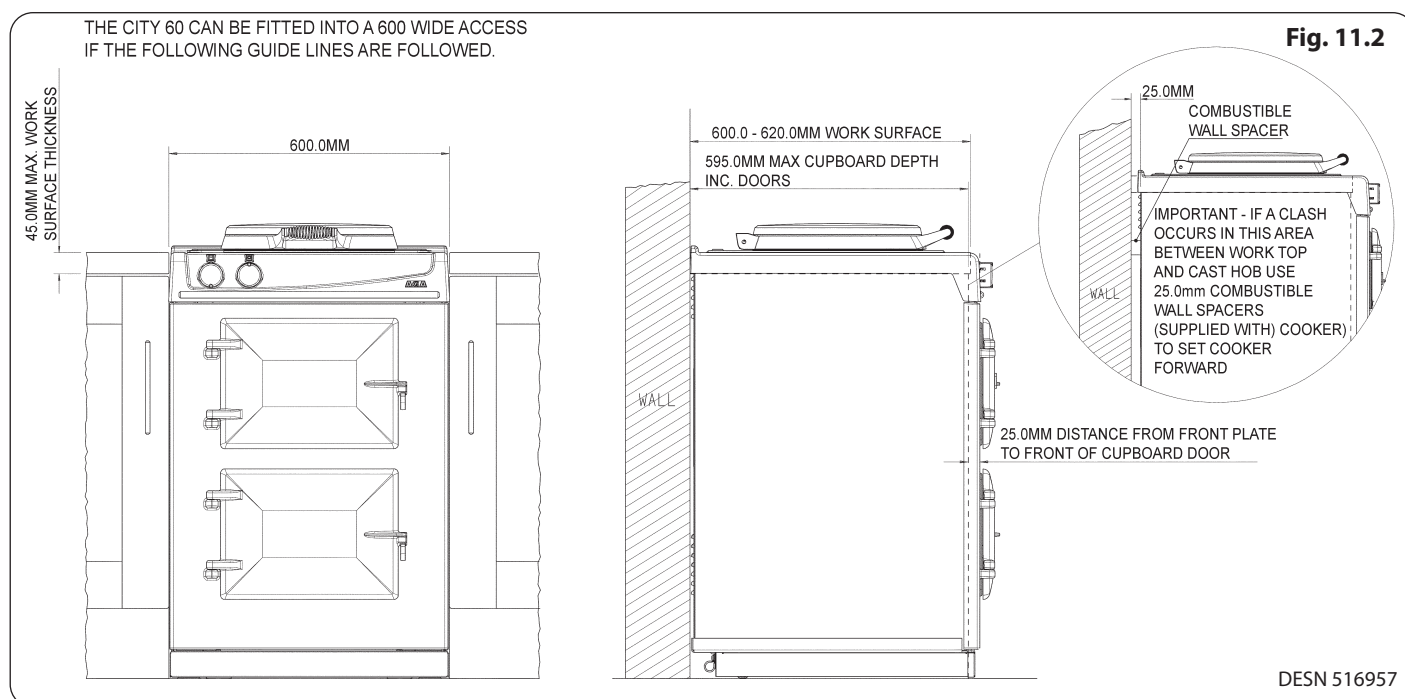 THE CITY 60 CAN BE FITTED INTO A 600 WIDE ACCESS
IF THE FOLLOWING GUIDE LINES ARE FOLLOWED.
Fig. 11.2
45.0MM MAX. WORK
SURFACE THICKNESS
600.0MM
AGA
600.0 - 620.0MM WORK SURFACE
595.0MM MAX CUPBOARD DEPTH
INC. DOORS
WALL
25.0MM DISTANCE FROM FRONT PLATE
TO FRONT OF CUPBOARD DOOR
25.0MM
COMBUSTIBLE
WALL SPACER
WALL
IMPORTANT - IF A CLASH
OCCURS IN THIS AREA
BETWEEN WORK TOP
AND CAST HOB USE
25.0mm COMBUSTIBLE
WALL SPACERS
(SUPPLIED WITH) COOKER)
TO SET COOKER
FORWARD
DESN 516957